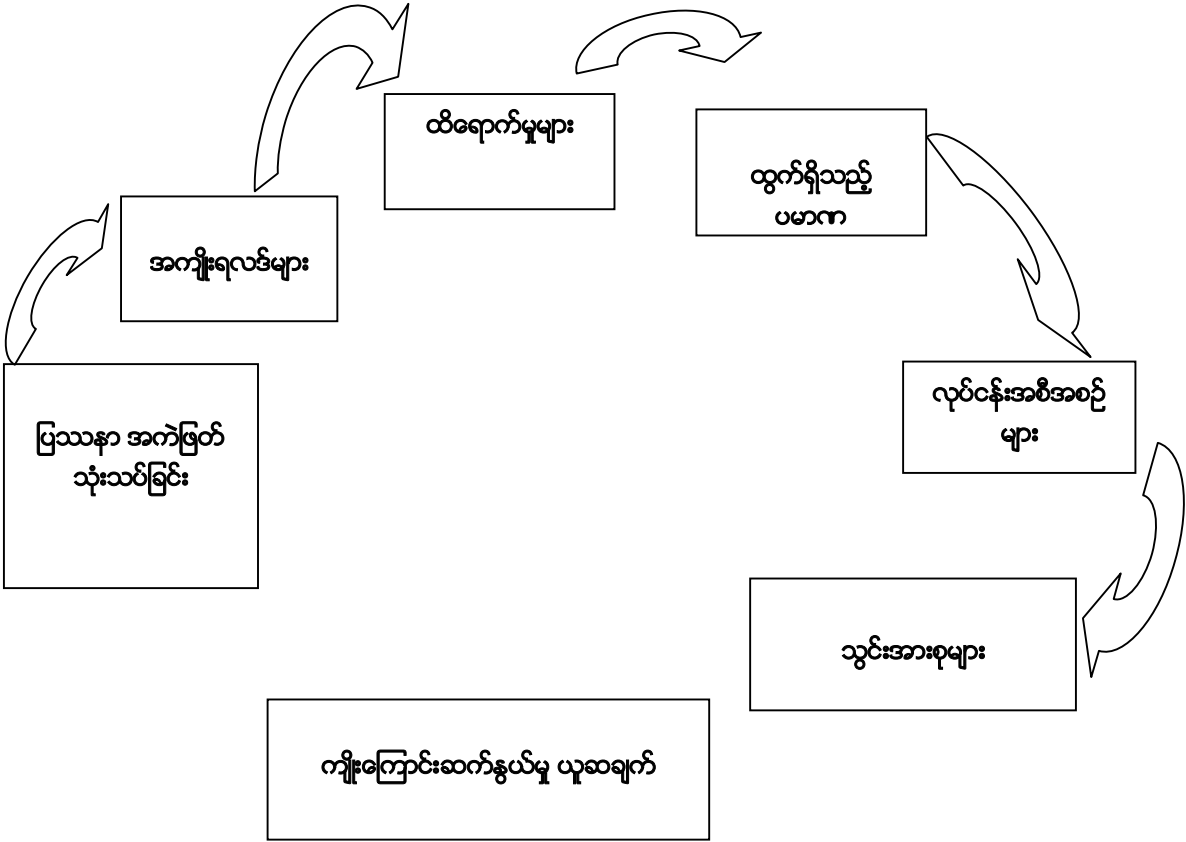 ထိရောက်မှုများ
ထွက်ရှိသည့်
ပမာဏ
အကျိုးရလဒ်များ
လုပ်ငန်းအစီအစဉ်
များ
ပြဿနာ အကဲဖြတ်
သုံးသပ်ခြင်း
သွင်းအားစုများ
ကျိုးကြောင်းဆက်နွယ်မှု ယူဆချက်